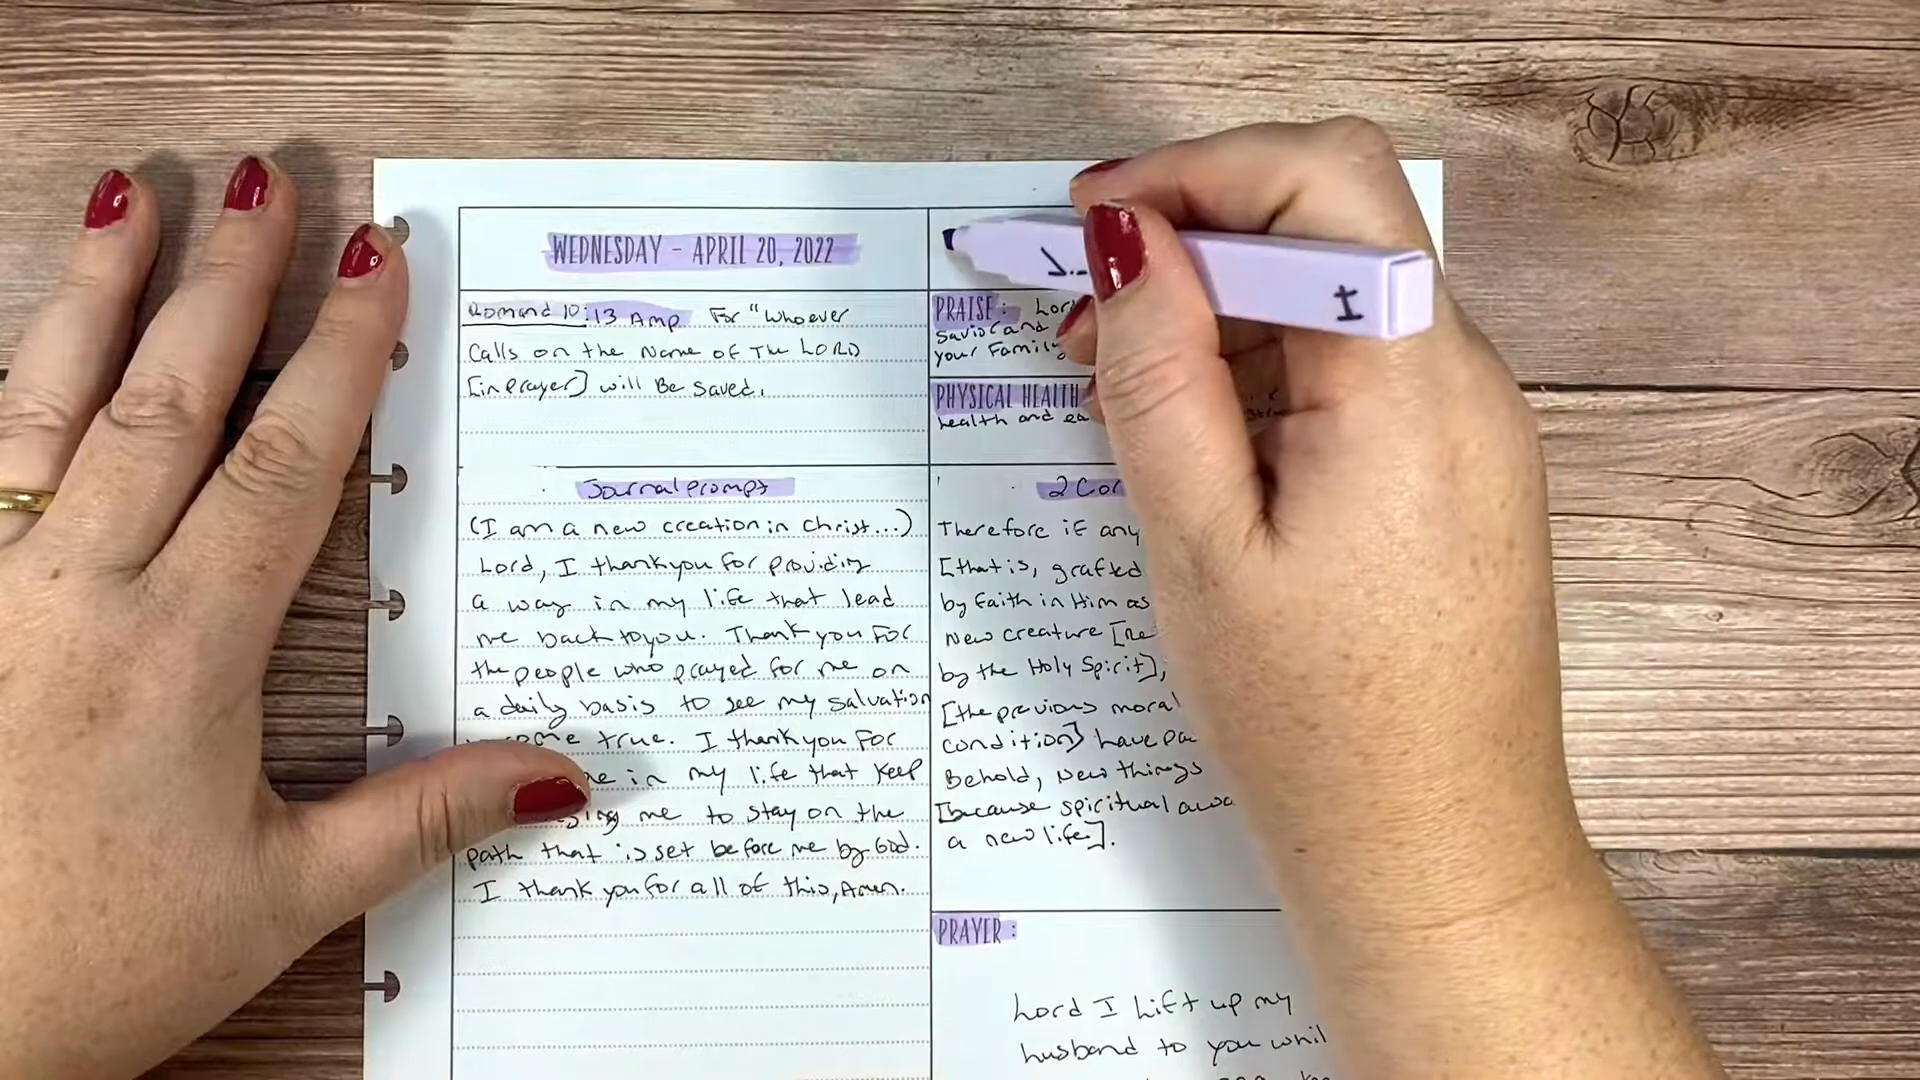 WEDNESDAY - APRIL 20, 2022
Romand 10:13 Amp For "Whoever
Calls on the Name of The LORD
[in Prayer] will Be saved.
Journal prompt
(I am a new creation in Christ...)
Lord, I thank you for providing
a way in my life that lead
me back to you. Thank you For
the people who prayed for me on
a daily basis to see my salvation
true. I thank you For
in my life that keep
me to stay on the
path that is set before me by God.
I thank you for all of this, Amen.
PRAISE: Lor
Savior and
your Family
PHYSICAL HEALTH
health and ea
2 Cor
Therefore if any
[that is, grafted
by faith in Him as
New creature [Re
by the Holy Spirit],
[the previous moral
condition] have pa
Behold, New things
[because spiritual awa
a new life].
PRAYER:
Lord I Lift up my
husband to you whil
I